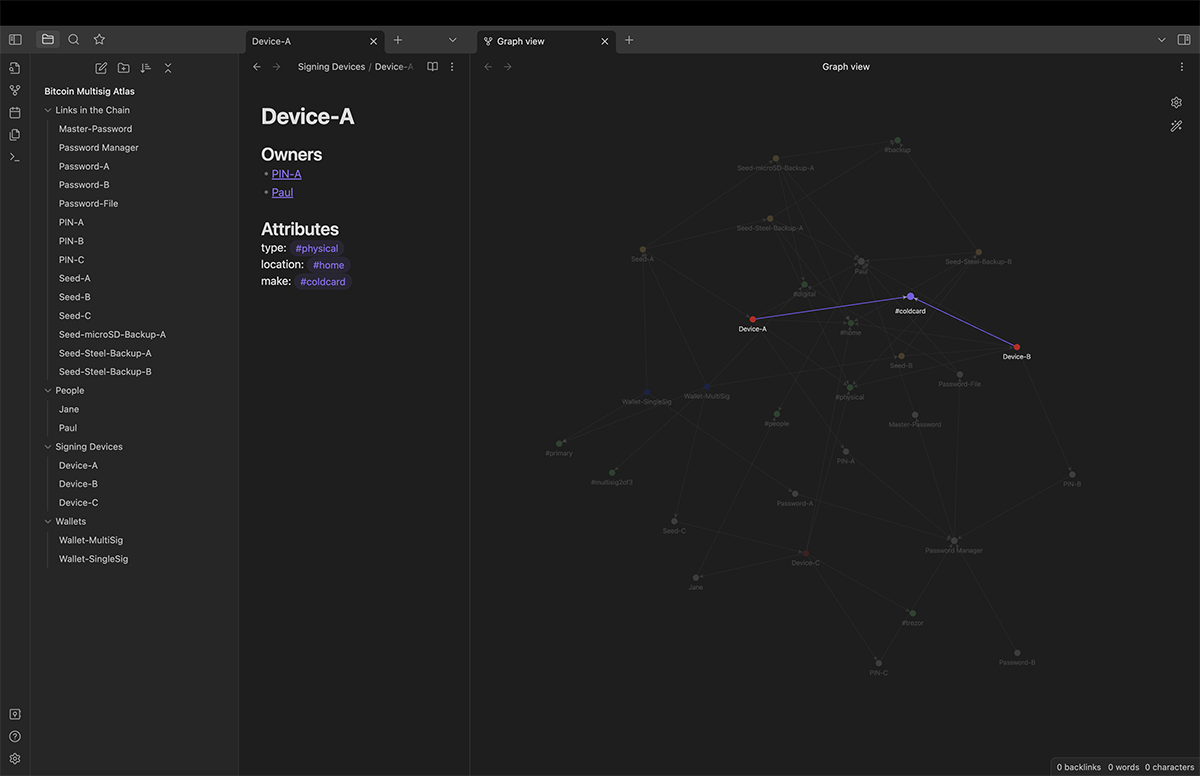 Device-A
Graph view
Signing Devices / Device-A
Graph view
Bitcoin Multisig Atlas
Links in the Chain
Master-Password
Password Manager
Password-A
Password-B
Password-File
PIN-A
PIN-B
PIN-C
Seed-A
Seed-B
Seed-C
Seed-microSD-Backup-A
Seed-Steel-Backup-A
Seed-Steel-Backup-B
People
Jane
Paul
Signing Devices
Device-A
Device-B
Device-C
Wallets
Wallet-MultiSig
Wallet-SingleSig
Device-A
Owners
PIN-A
Paul
Attributes
type: #physical
location: #home
make: #coldcard
#backup
Seed-microSD-Backup-A
Seed-Steel-Backup-A
Seed-A
Paul
Seed-Steel-Backup-B
#digital
#coldcard
Device-A
#home
Device-B
Seed-B
Password-File
Wallet-SingleSig
Wallet-MultiSig
#physical
#people
Master-Password
#primary
PIN-A
#multisig2of3
PIN-B
Password-A
Seed-C
Password Manager
Device-C
Jane
#trezor
Password-B
PIN-C
0 backlinks 0 words 0 characters